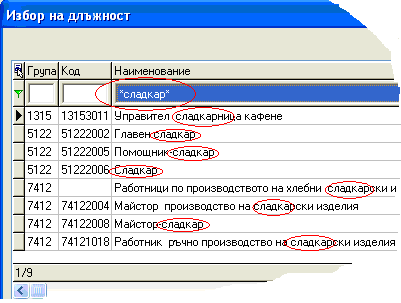 Избор на длъжност
Група Код Наименование
*сладкар*
1315 13153011 Управител сладкарница кафене
5122 51222002 Главен-сладкар
5122 51222005 Помощник-сладкар
5122 51222006 Сладкар
7412 Работници по производството на хлебни сладкарски и
7412 74122004 Майстор производство на сладкарски изделия
7412 74122008 Майстор-сладкар
7412 74121018 Работник ръчно производство на сладкарски изделия
1/9